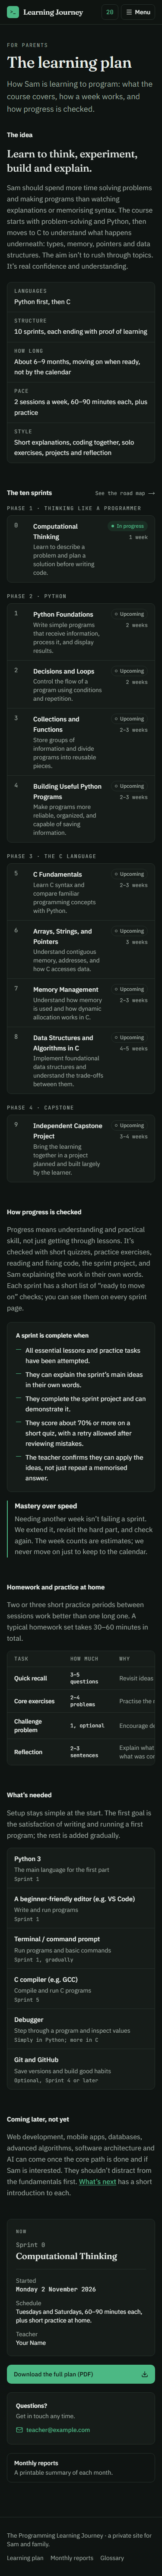 Learning Journey
20
Menu
FOR PARENTS
The learning plan
How Sam is learning to program: what the
course covers, how a week works, and
how progress is checked.
The idea
Learn to think, experiment,
build and explain.
Sam should spend more time solving problems
and making programs than watching
explanations or memorising syntax. The course
starts with problem-solving and Python, then
moves to C to understand what happens
underneath: types, memory, pointers and data
structures. The aim isn't to rush through topics.
It's real confidence and understanding.
LANGUAGES
Python first, then C
STRUCTURE
10 sprints, each ending with proof of learning
HOW LONG
About 6–9 months, moving on when ready,
not by the calendar
PACE
2 sessions a week, 60–90 minutes each, plus
practice
STYLE
Short explanations, coding together, solo
exercises, projects and reflection
The ten sprints
See the road map
PHASE 1 · THINKING LIKE A PROGRAMMER
0
Computational
Thinking
In progress
1 week
Learn to describe a
problem and plan a
solution before writing
code.
PHASE 2 · PYTHON
1
Python Foundations
Upcoming
2 weeks
Write simple programs
that receive information,
process it, and display
results.
2
Decisions and Loops
Upcoming
2 weeks
Control the flow of a
program using conditions
and repetition.
3
Collections and
Functions
Upcoming
2–3 weeks
Store groups of
information and divide
programs into reusable
pieces.
4
Building Useful Python
Programs
Upcoming
2–3 weeks
Make programs more
reliable, organized, and
capable of saving
information.
PHASE 3 · THE C LANGUAGE
5
C Fundamentals
Upcoming
2–3 weeks
Learn C syntax and
compare familiar
programming concepts
with Python.
6
Arrays, Strings, and
Pointers
Upcoming
3 weeks
Understand contiguous
memory, addresses, and
how C accesses data.
7
Memory Management
Upcoming
2–3 weeks
Understand how memory
is used and how dynamic
allocation works in C.
8
Data Structures and
Algorithms in C
Upcoming
4–5 weeks
Implement foundational
data structures and
understand the trade-offs
between them.
PHASE 4 · CAPSTONE
9
Independent Capstone
Project
Upcoming
3–4 weeks
Bring the learning
together in a project
planned and built largely
by the learner.
How progress is checked
Progress means understanding and practical
skill, not just getting through lessons. It's
checked with short quizzes, practice exercises,
reading and fixing code, the sprint project, and
Sam explaining the work in their own words.
Each sprint has a short list of "ready to move
on" checks; you can see them on every sprint
page.
A sprint is complete when
All essential lessons and practice tasks
have been attempted.
They can explain the sprint's main ideas
in their own words.
They complete the sprint project and can
demonstrate it.
They score about 70% or more on a
short quiz, with a retry allowed after
reviewing mistakes.
The teacher confirms they can apply the
ideas, not just repeat a memorised
answer.
Mastery over speed
Needing another week isn't failing a sprint.
We extend it, revisit the hard part, and check
again. The week counts are estimates; we
never move on just to keep to the calendar.
Homework and practice at home
Two or three short practice periods between
sessions work better than one long one. A
typical homework set takes 30–60 minutes in
total.
TASK HOW MUCH WHY
Quick recall 3–5 questions Revisit ideas
Core exercises 2–4 problems Practise the
Challenge problem 1, optional Encourage
Reflection 2–3 sentences Explain what
what was
What's needed
Setup stays simple at the start. The first goal is
the satisfaction of writing and running a first
program; the rest is added gradually.
Python 3
The main language for the first part
Sprint 1
A beginner-friendly editor (e.g. VS Code)
Write and run programs
Sprint 1
Terminal / command prompt
Run programs and basic commands
Sprint 1, gradually
C compiler (e.g. GCC)
Compile and run C programs
Sprint 5
Debugger
Step through a program and inspect values
Simply in Python; more in C
Git and GitHub
Save versions and build good habits
Optional, Sprint 4 or later
Coming later, not yet
Web development, mobile apps, databases,
advanced algorithms, software architecture and
AI can come once the core path is done and if
Sam is interested. They shouldn't distract from
the fundamentals first. What's next has a short
introduction to each.
NOW
Sprint 0
Computational Thinking
Started
Monday 2 November 2026
Schedule
Tuesdays and Saturdays, 60–90 minutes each,
plus short practice at home.
Teacher
Your Name
Download the full plan (PDF)
Questions?
Get in touch any time.
teacher@example.com
Monthly reports
A printable summary of each month.
The Programming Learning Journey · a private site for
Sam and family.
Learning plan Monthly reports Glossary